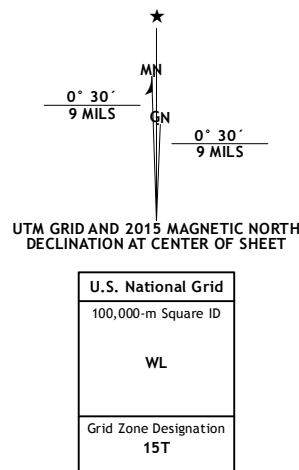 MN
0° 30´
9 MILS
GN
0° 30´
9 MILS
UTM GRID AND 2015 MAGNETIC NORTH
DECLINATION AT CENTER OF SHEET
U.S. National Grid
100,000-m Square ID
WL
Grid Zone Designation
15T